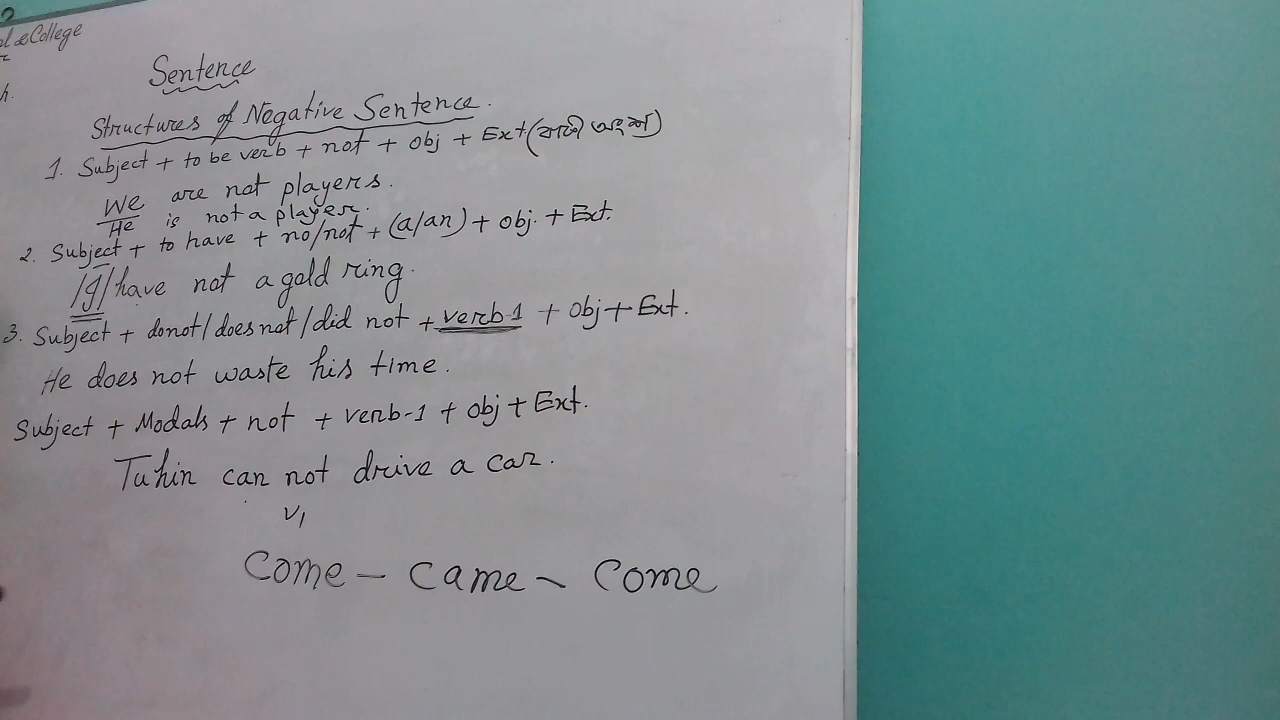 & College
Sentence
Structures of Negative Sentence.
1. Subject + to be verb + not + obj + Ext (বাকী অংশ)
We are not players.
He is not a player.
2. Subject + to have + no/not + (a/an) + obj. + Ext.
have not a gold ring.
3. Subject + donot/does not/did not + verb-1 + Obj + Ext.
He does not waste his time.
Subject + Modals + not + verb-1 + obj + Ext.
Tuhin can not drive a car.
V1
Come - came - Come